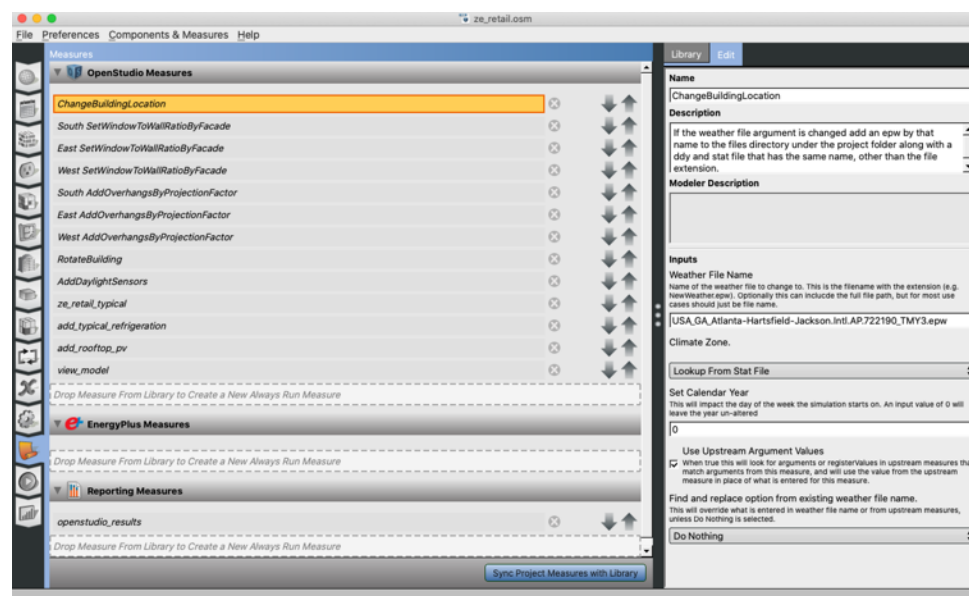 ze_retail.osm
File Preferences Components & Measures Help
Measures
OpenStudio Measures
ChangeBuildingLocation
South SetWindowToWallRatioByFacade
East SetWindowToWallRatioByFacade
West SetWindowToWallRatioByFacade
South AddOverhangsByProjectionFactor
East AddOverhangsByProjectionFactor
West AddOverhangsByProjectionFactor
RotateBuilding
AddDaylightSensors
ze_retail_typical
add_typical_refrigeration
add_rooftop_pv
view_model
Drop Measure From Library to Create a New Always Run Measure
EnergyPlus Measures
Drop Measure From Library to Create a New Always Run Measure
Reporting Measures
openstudio_results
Drop Measure From Library to Create a New Always Run Measure
Sync Project Measures with Library
Library Edit
Name
ChangeBuildingLocation
Description
If the weather file argument is changed add an epw by that
name to the files directory under the project folder along with a
ddy and stat file that has the same name, other than the file
extension.
Modeler Description
Inputs
Weather File Name
Name of the weather file to change to. This is the filename with the extension (e.g.
NewWeather.epw). Optionally this can inclucde the full file path, but for most use
cases should just be file name.
USA_GA_Atlanta-Hartsfield-Jackson.Intl.AP.722190_TMY3.epw
Climate Zone.
Lookup From Stat File
Set Calendar Year
This will impact the day of the week the simulation starts on. An input value of 0 will
leave the year un-altered
0
Use Upstream Argument Values
When true this will look for arguments or registerValues in upstream measures tha
match arguments from this measure, and will use the value from the upstream
measure in place of what is entered for this measure.
Find and replace option from existing weather file name.
This will override what is entered in weather file name or from upstream measures,
unless Do Nothing is selected.
Do Nothing